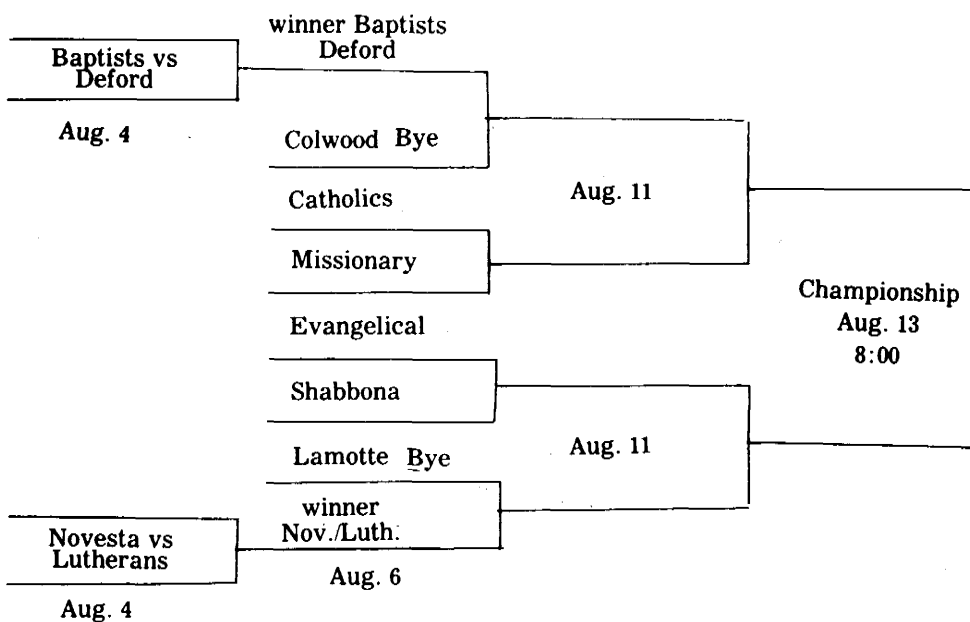 winner Baptists
Deford
Baptists vs
Deford
Aug. 4
Colwood Bye
Catholics
Aug. 11
Missionary
Championship
Aug. 13
8:00
Evangelical
Shabbona
Lamotte Bye
Aug. 11
winner
Nov./Luth.
Novesta vs
Lutherans
Aug. 6
Aug. 4